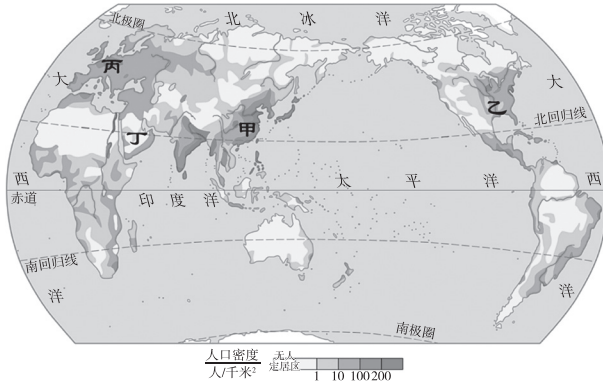 北极圈
北 冰 洋
大
丙
大
乙
北回归线
甲
丁
西
太 平 洋
西
赤道
印 度 洋
南回归线
洋
洋
南极圈
人口密度
人/千米²
无人
定居区
1 10 100 200